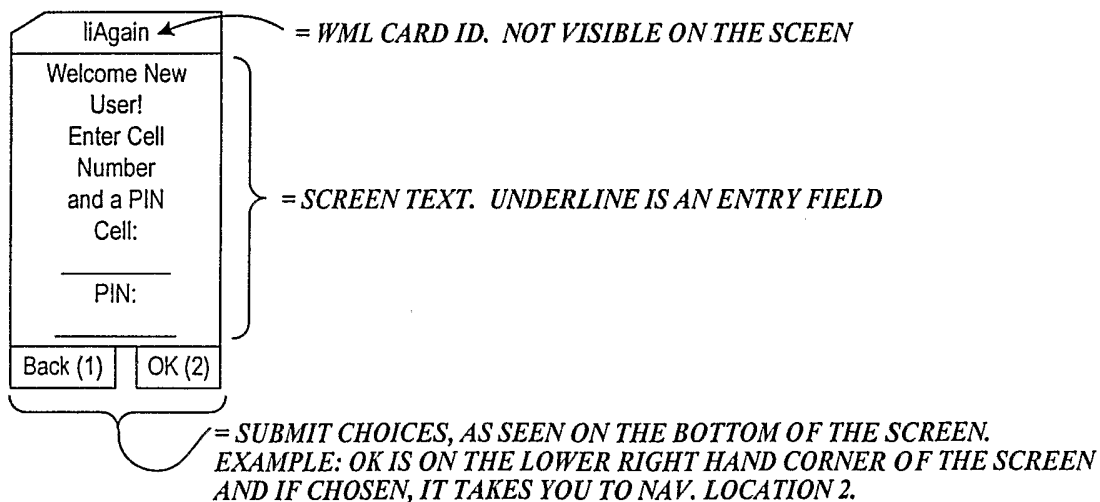 liAgain
= WML CARD ID. NOT VISIBLE ON THE SCEEN
Welcome New
User!
Enter Cell
Number
and a PIN
Cell:
PIN:
= SCREEN TEXT. UNDERLINE IS AN ENTRY FIELD
Back (1)
OK (2)
= SUBMIT CHOICES, AS SEEN ON THE BOTTOM OF THE SCREEN.
EXAMPLE: OK IS ON THE LOWER RIGHT HAND CORNER OF THE SCREEN
AND IF CHOSEN, IT TAKES YOU TO NAV. LOCATION 2.